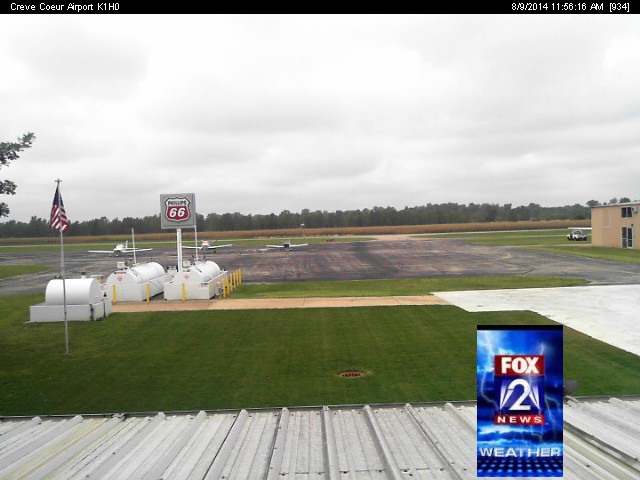 Creve Coeur Airport K1H0
8/9/2014 11:56:16 AM [934]
PHILLIPS
66
FOX
2
NEWS
WEATHER